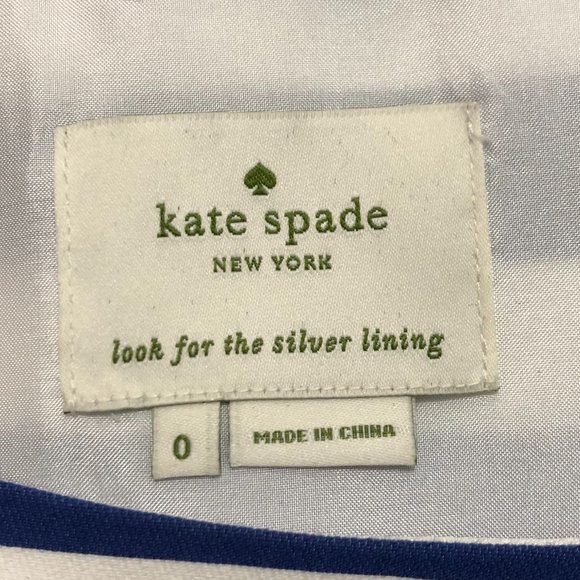 kate spade
NEW YORK
look for the silver lining
0
MADE IN CHINA